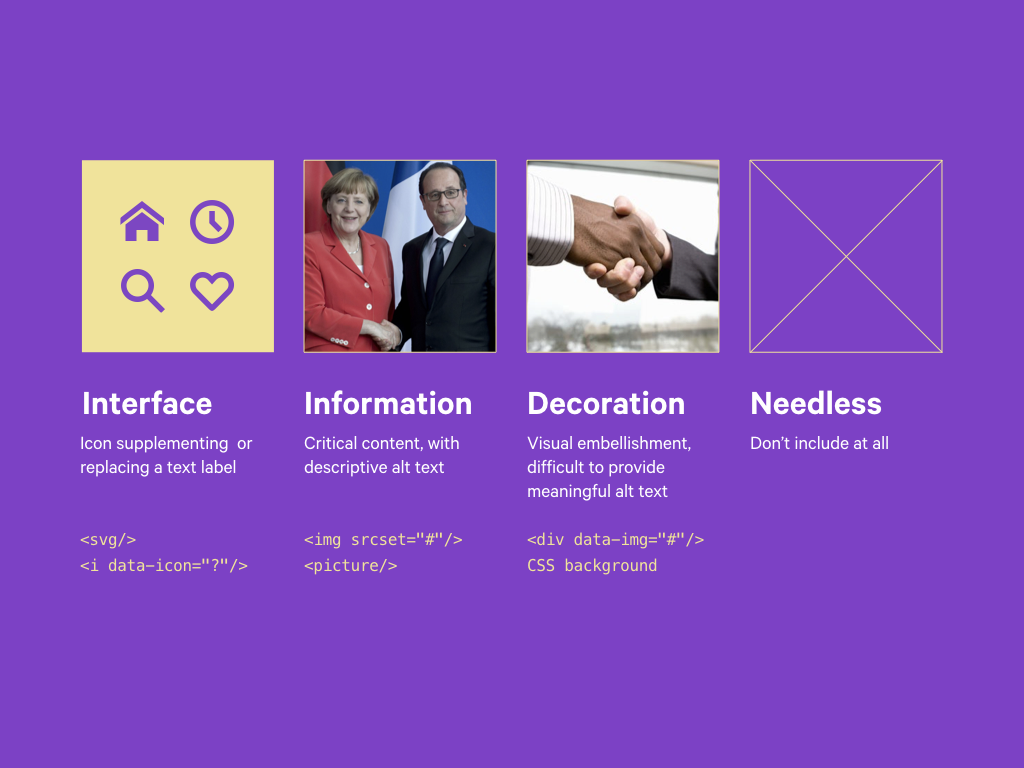 Interface
Icon supplementing  or
replacing a text label
<svg/>
<i data-icon="?"/>
Information
Critical content, with
descriptive alt text
<img srcset="#"/>
<picture/>
Decoration
Visual embellishment,
difficult to provide
meaningful alt text
<div data-img="#"/>
CSS background
Needless
Don’t include at all